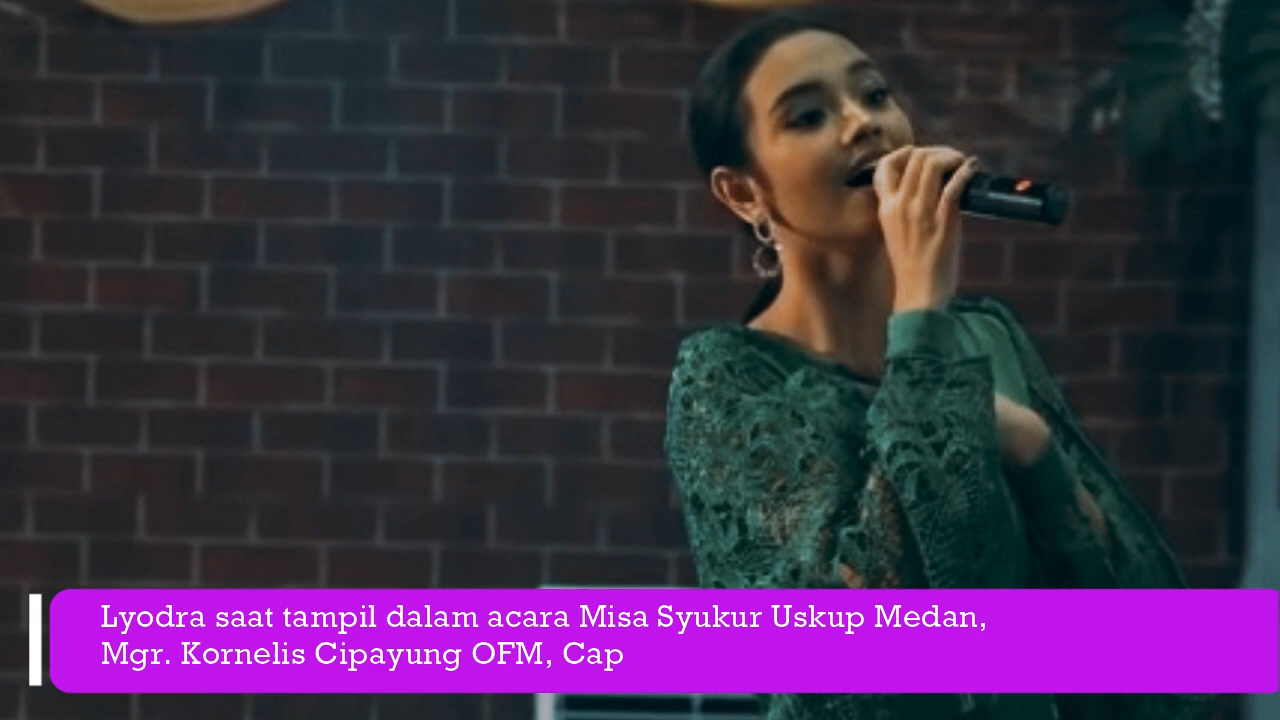 Lyodra saat tampil dalam acara Misa Syukur Uskup Medan,
Mgr. Kornelis Cipayung OFM, Cap